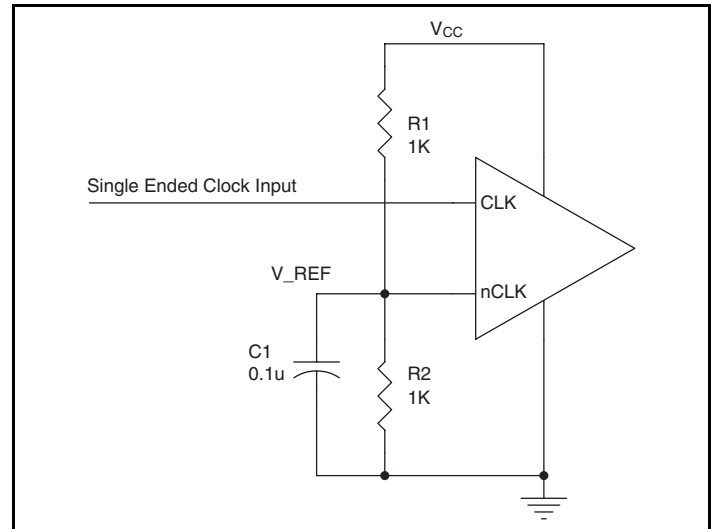 VCC
R1
1K
Single Ended Clock Input
CLK
V_REF
nCLK
C1
0.1u
R2
1K